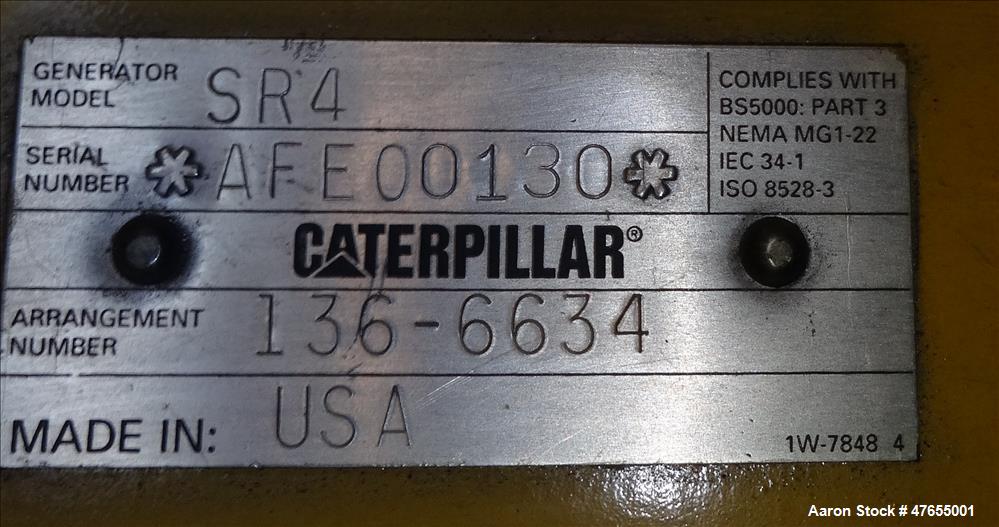 GENERATOR
MODEL
SR4
COMPLIES WITH
BS5000: PART 3
NEMA MG1-22
IEC 34-1
ISO 8528-3
SERIAL
NUMBER
*AFE00130*
CATERPILLAR®
ARRANGEMENT
NUMBER
136-6634
MADE IN:
USA
1W-7848 4
Aaron Stock # 47655001